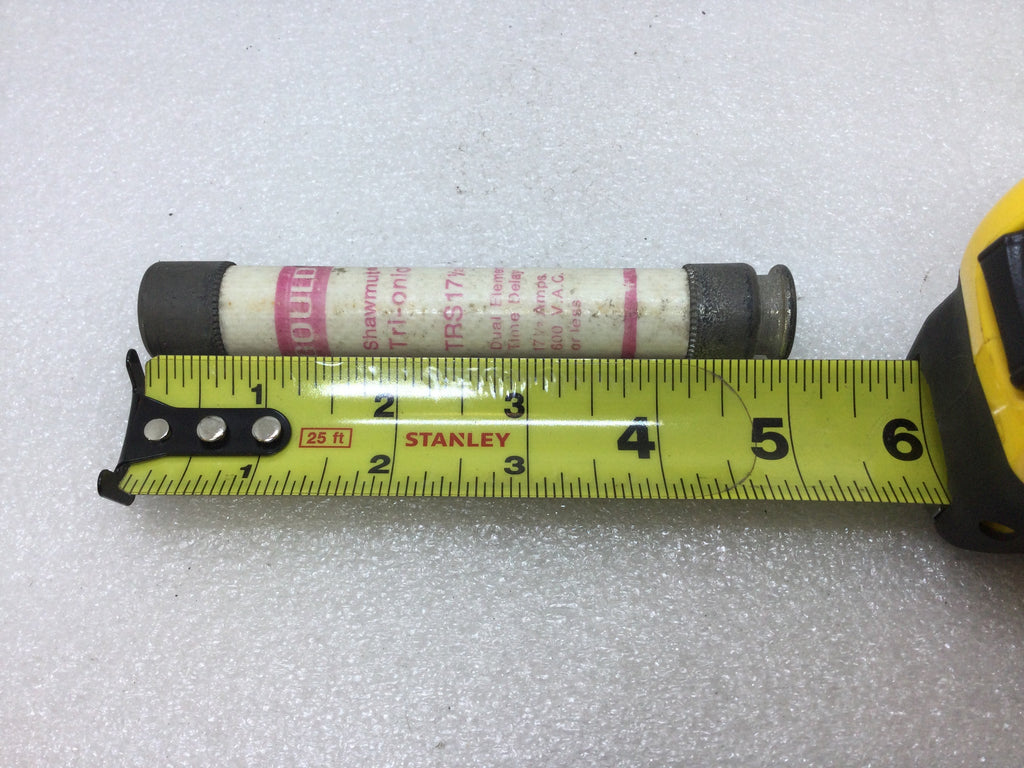 GOULD
Shawmut
Tri-onic
TRS17½
Dual Eleme
Time Delay
17½ Amps
600 V.A.C.
or less
1 2 3 4 5 6
25 ft STANLEY
1 2 3